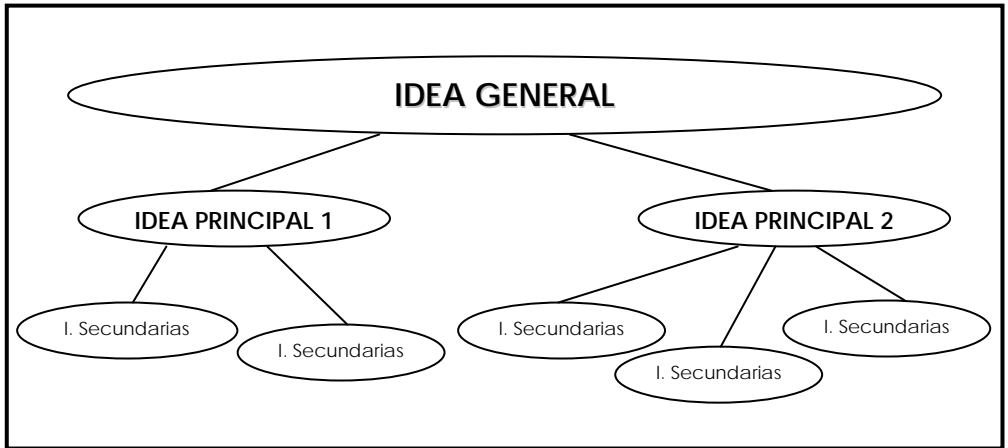 IDEA GENERAL
IDEA PRINCIPAL 1
IDEA PRINCIPAL 2
I. Secundarias
I. Secundarias
I. Secundarias
I. Secundarias
I. Secundarias